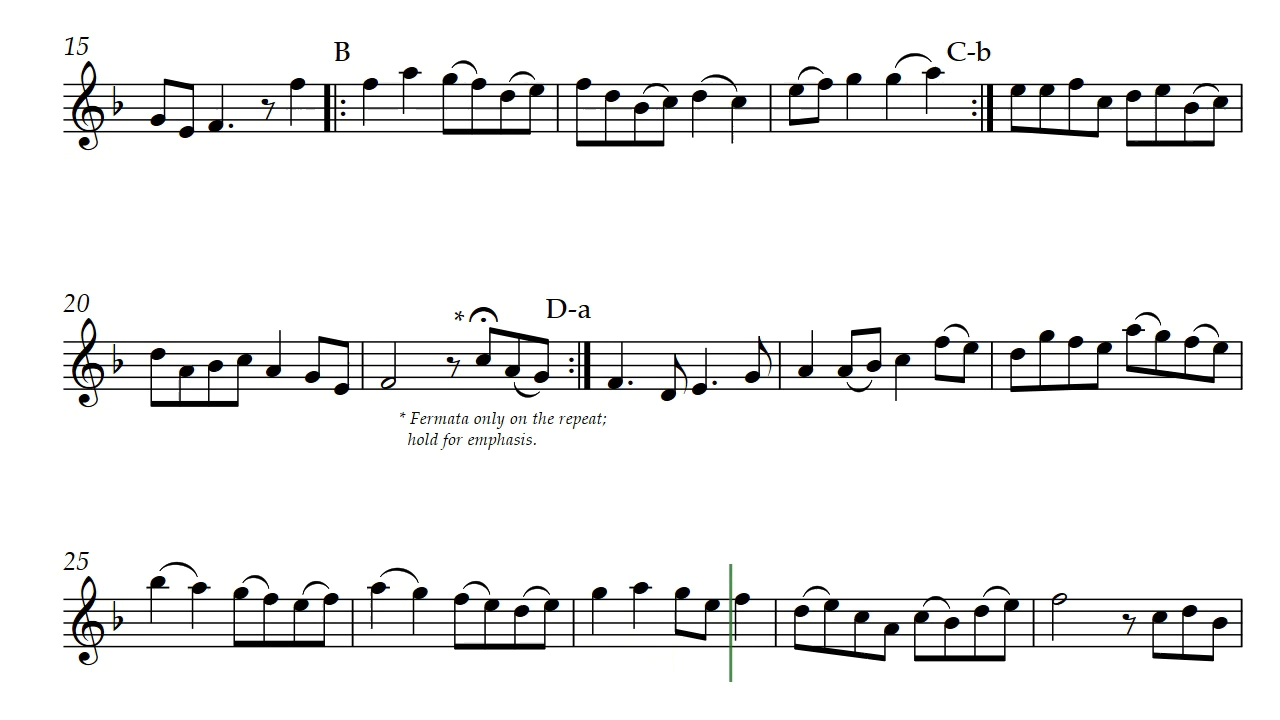 15
B
C-b
20
*
D-a
* Fermata only on the repeat;
hold for emphasis.
25